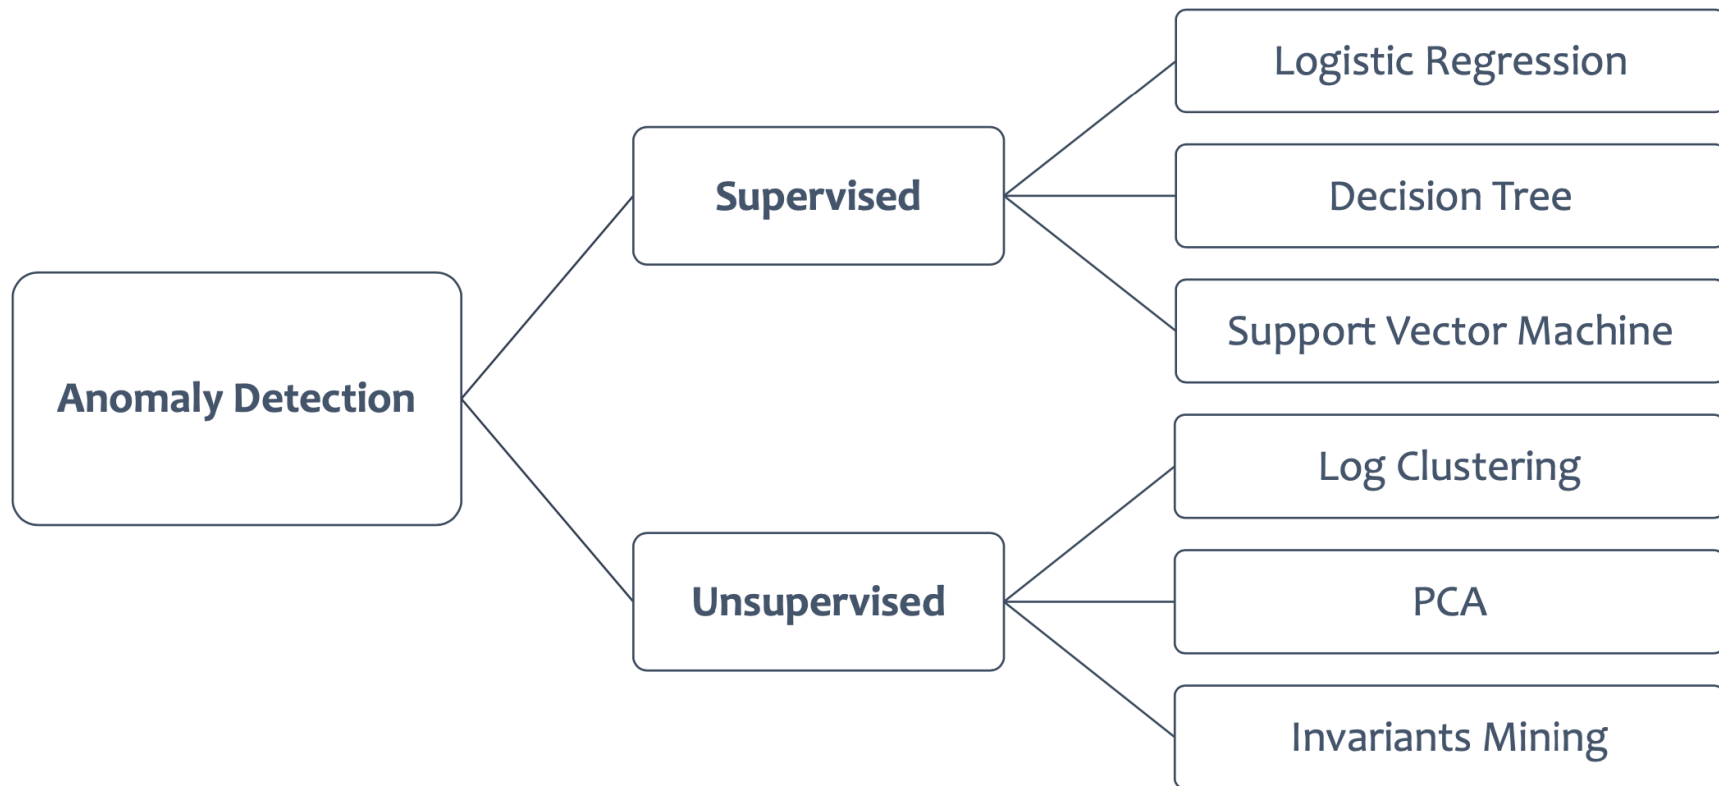 Anomaly Detection
Supervised
Logistic Regression
Decision Tree
Support Vector Machine
Unsupervised
Log Clustering
PCA
Invariants Mining